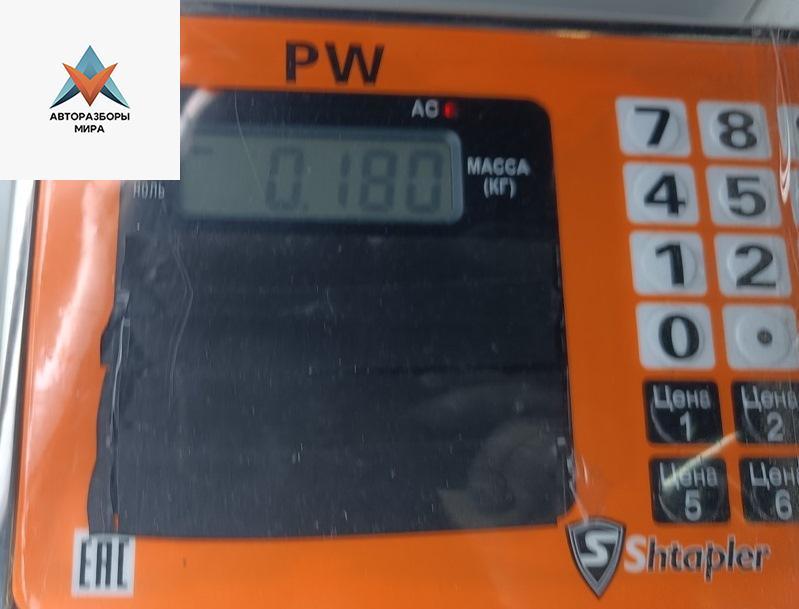 АВТОРАЗБОРЫ
МИРА
PW
AC
НОЛЬ
0.180
МАССА
(КГ)
7 8
4 5
1 2
0 .
Цена
1
Цена
2
Цена
5
Цена
6
EAC
S Shtapler